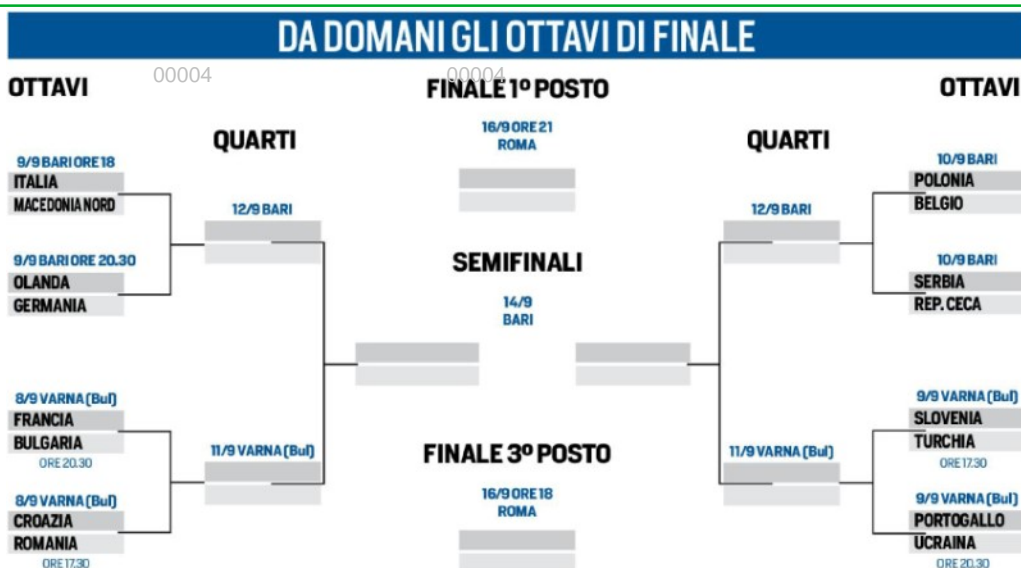 DA DOMANI GLI OTTAVI DI FINALE
00004
00004
OTTAVI
FINALE 1º POSTO
OTTAVI
QUARTI
16/9 ORE 21
ROMA
QUARTI
9/9 BARI ORE 18
ITALIA
MACEDONIA NORD
12/9 BARI
9/9 BARI ORE 20.30
OLANDA
GERMANIA
12/9 BARI
10/9 BARI
POLONIA
BELGIO
10/9 BARI
SERBIA
REP. CECA
SEMIFINALI
14/9
BARI
8/9 VARNA (Bul)
FRANCIA
BULGARIA
ORE 20.30
11/9 VARNA (Bul)
8/9 VARNA (Bul)
CROAZIA
ROMANIA
ORE 17.30
FINALE 3º POSTO
16/9 ORE 18
ROMA
11/9 VARNA (Bul)
9/9 VARNA (Bul)
SLOVENIA
TURCHIA
ORE 17.30
9/9 VARNA (Bul)
PORTOGALLO
UCRAINA
ORE 20.30